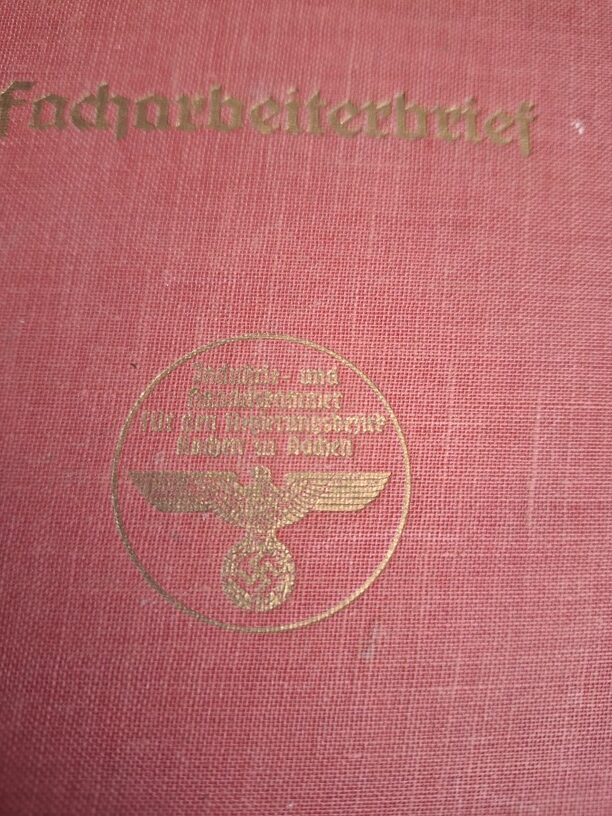 Facharbeiterbrief
Industrie- und
Handelskammer
für den Regierungsbezirk
Aachen zu Aachen